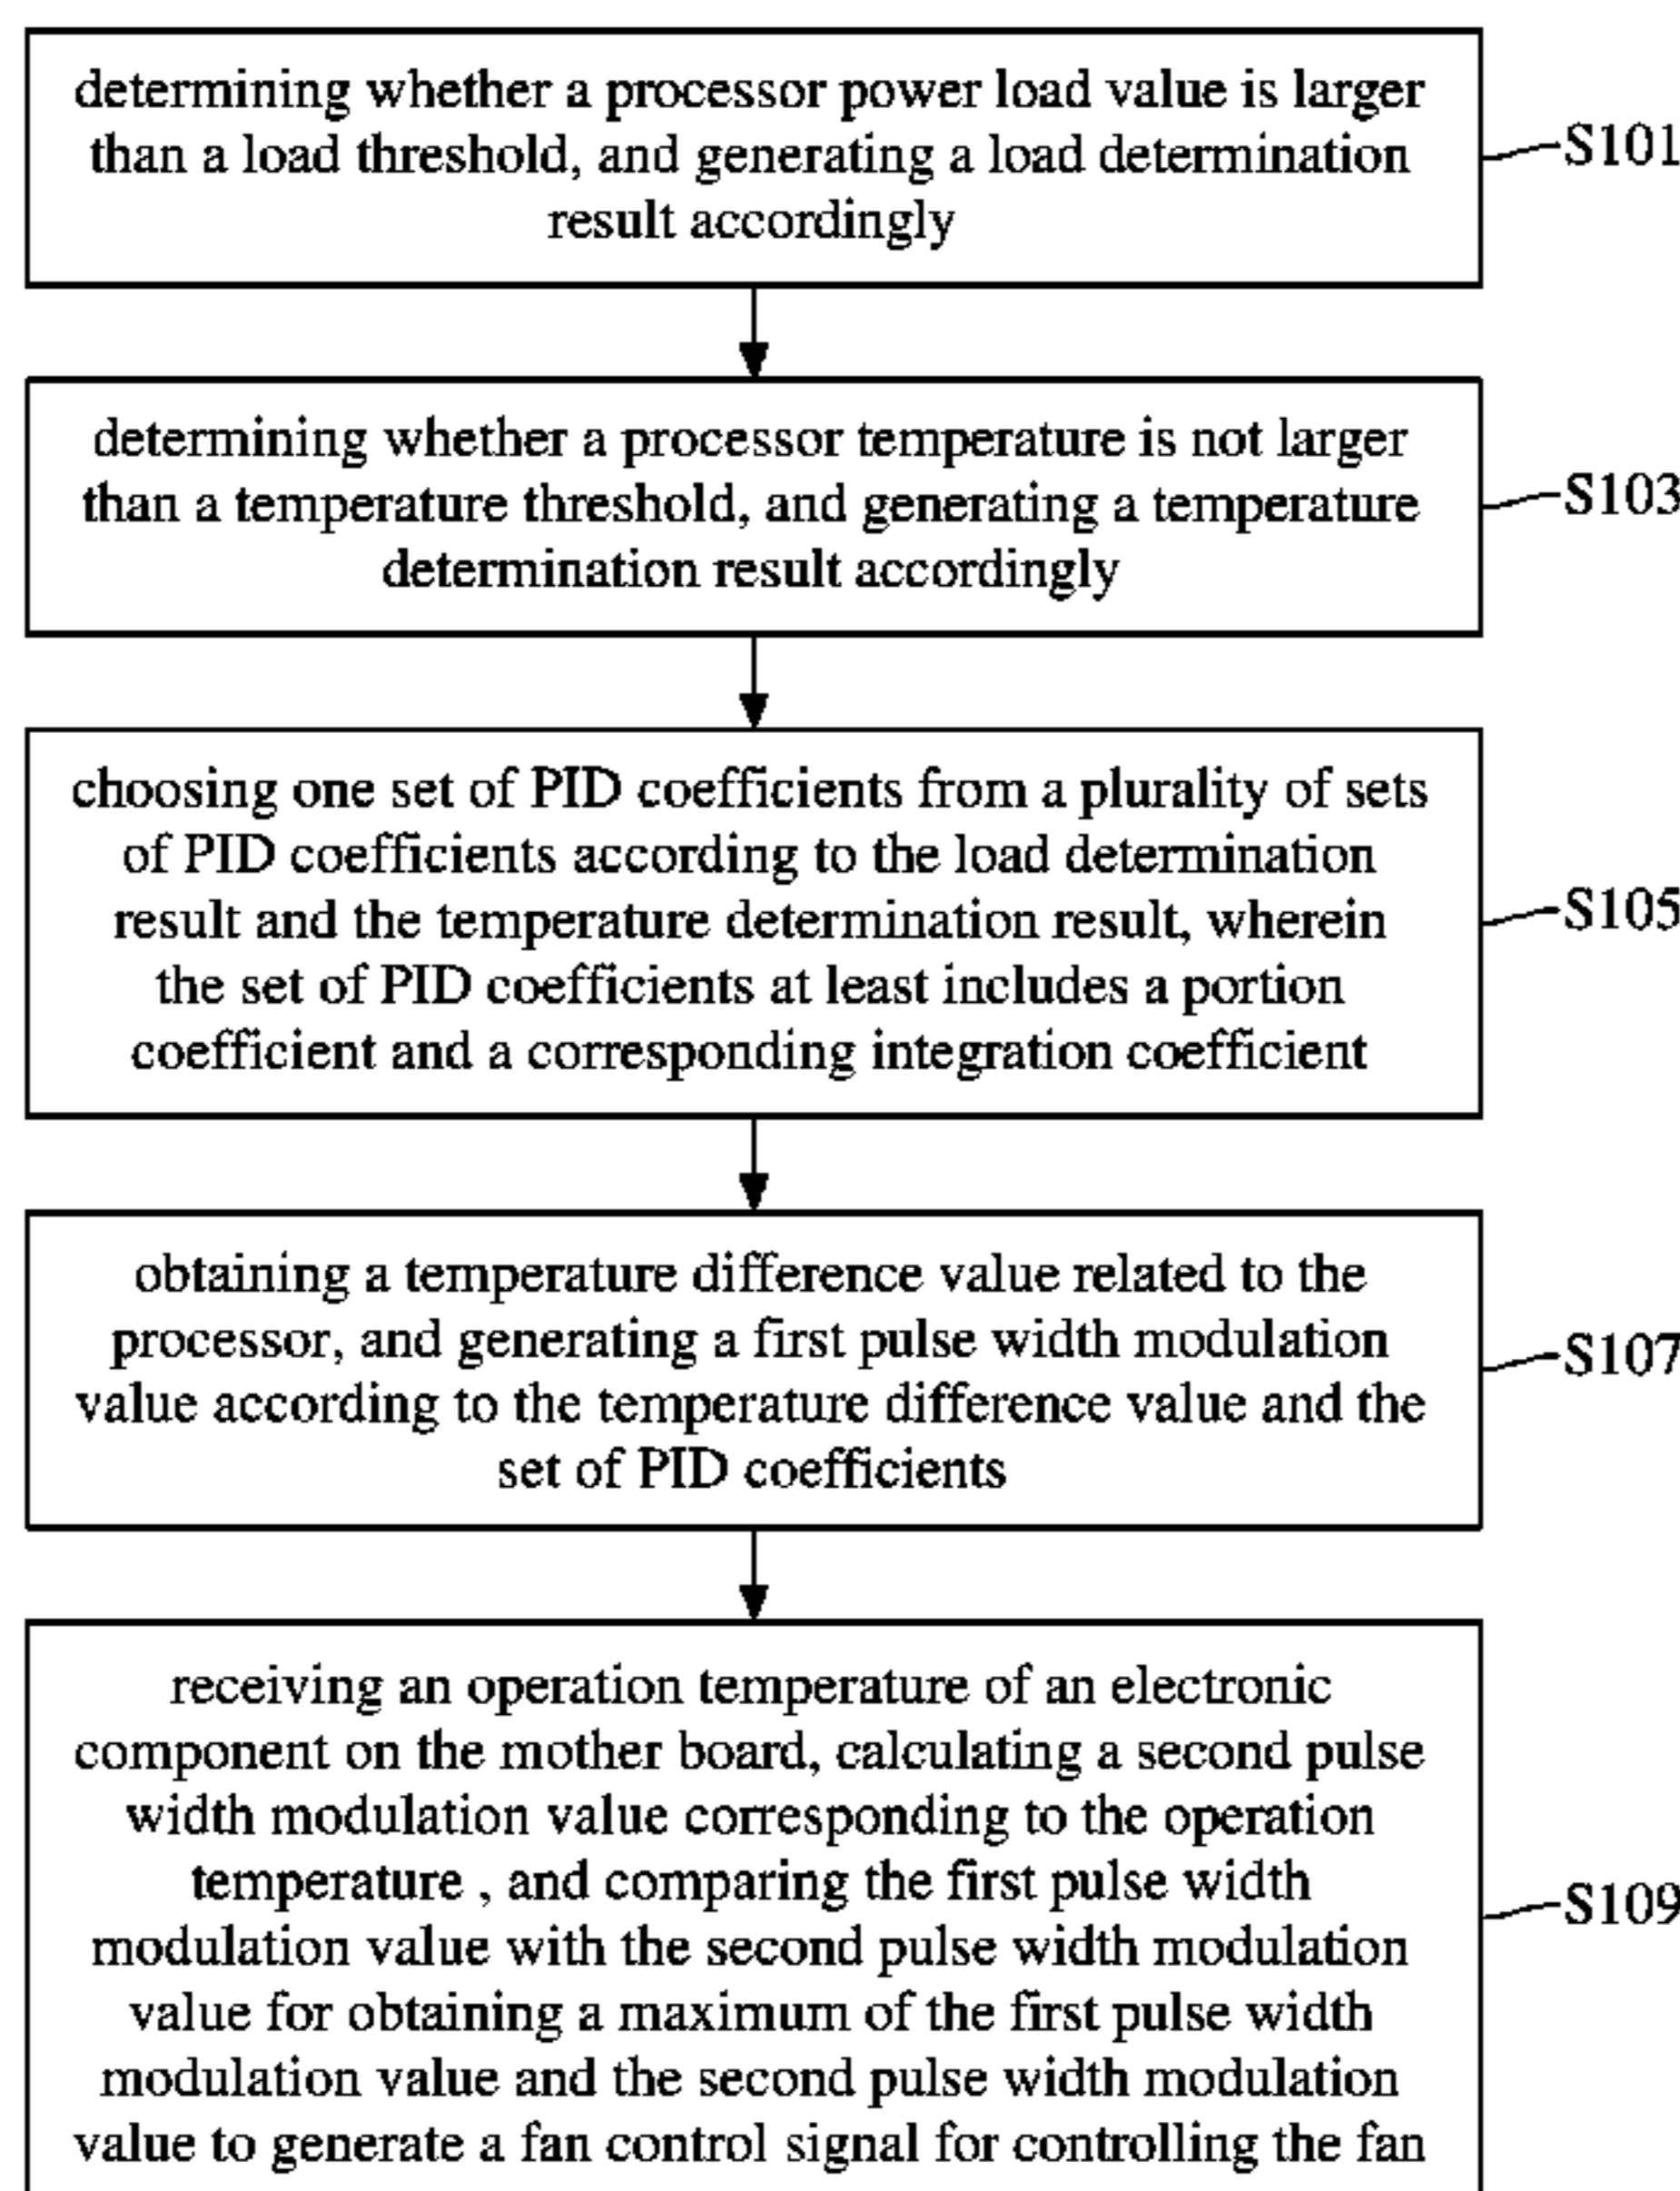 determining whether a processor power load value is larger
than a load threshold, and generating a load determination
result accordingly
S101
determining whether a processor temperature is not larger
than a temperature threshold, and generating a temperature
determination result accordingly
S103
choosing one set of PID coefficients from a plurality of sets
of PID coefficients according to the load determination
result and the temperature determination result, wherein
the set of PID coefficients at least includes a portion
coefficient and a corresponding integration coefficient
S105
obtaining a temperature difference value related to the
processor, and generating a first pulse width modulation
value according to the temperature difference value and the
set of PID coefficients
S107
receiving an operation temperature of an electronic
component on the mother board, calculating a second pulse
width modulation value corresponding to the operation
temperature , and comparing the first pulse width
modulation value with the second pulse width modulation
value for obtaining a maximum of the first pulse width
modulation value and the second pulse width modulation
value to generate a fan control signal for controlling the fan
S109